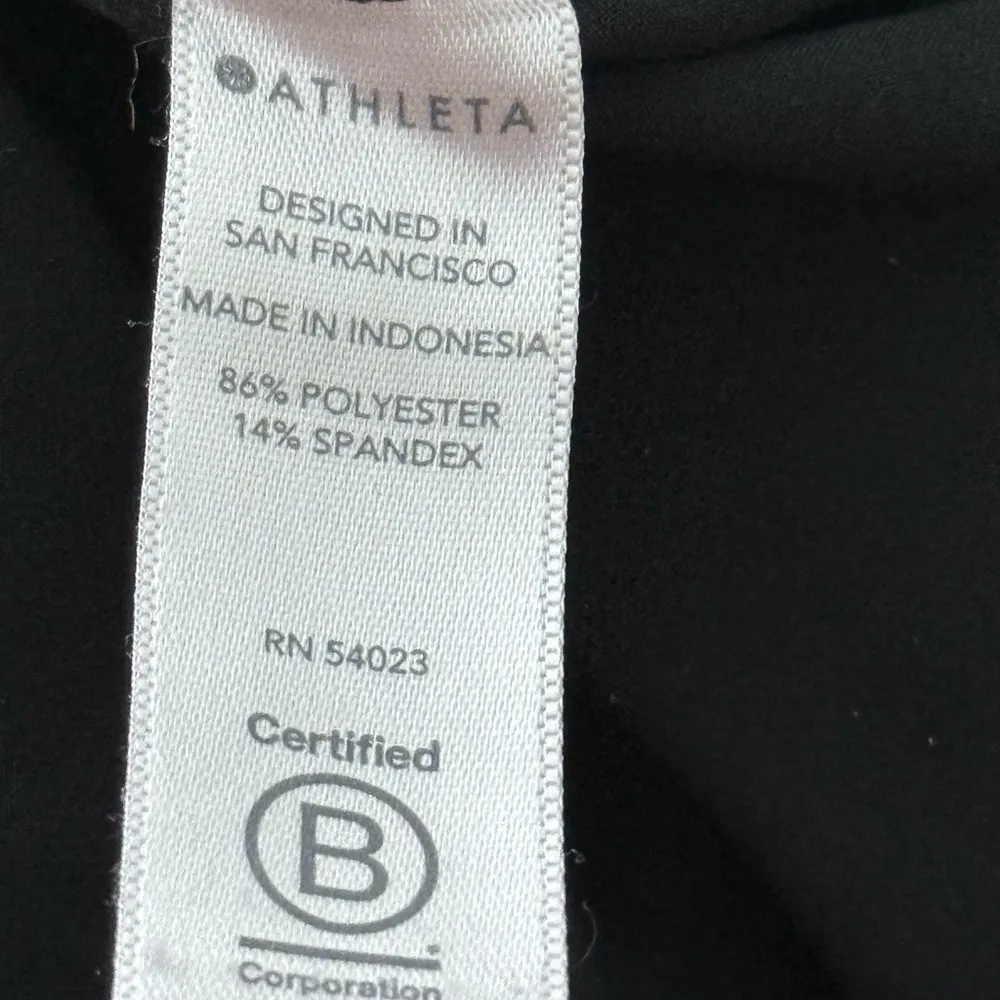 ATHLETA
DESIGNED IN
SAN FRANCISCO
MADE IN INDONESIA
86% POLYESTER
14% SPANDEX
RN 54023
Certified
B
Corporation